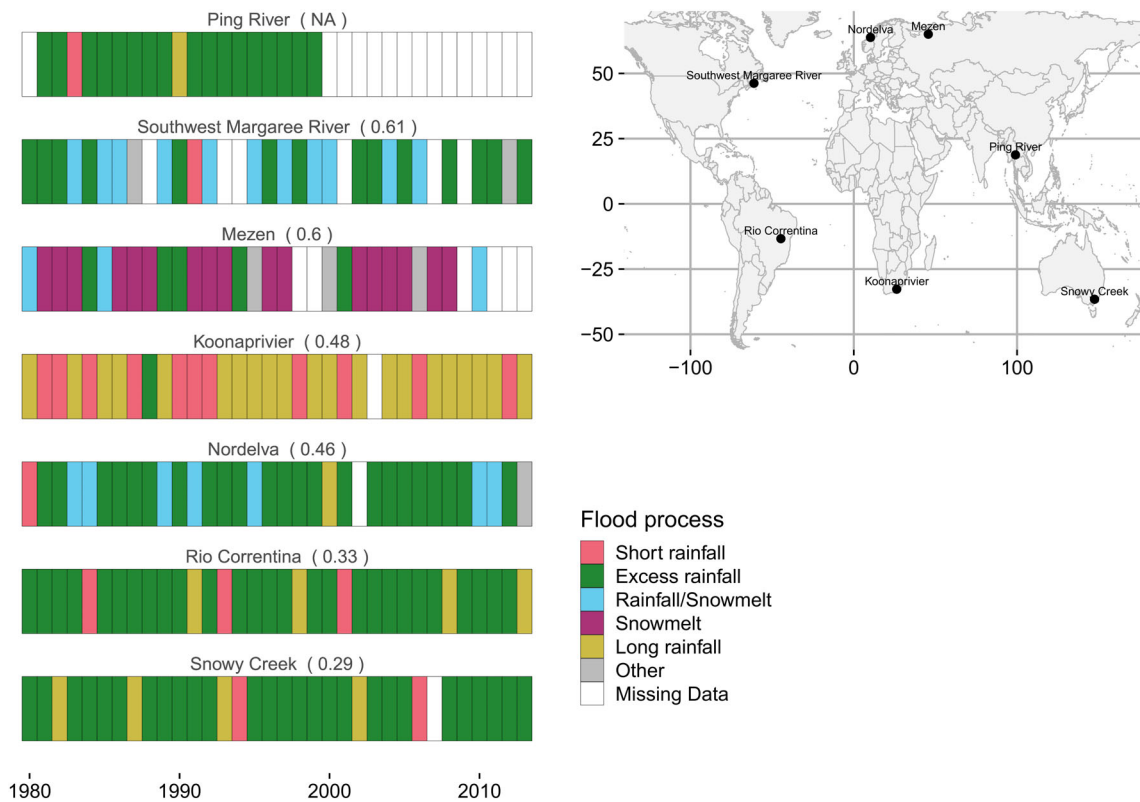 Ping River ( NA )
Southwest Margaree River ( 0.61 )
Mezen ( 0.6 )
Koonaprivier ( 0.48 )
Nordelva ( 0.46 )
Rio Correntina ( 0.33 )
Snowy Creek ( 0.29 )
1980 1990 2000 2010
Nordelva
Mezen
Southwest Margaree River
Ping River
Rio Correntina
Koonaprivier
Snowy Creek
50
25
0
−25
−50
−100 0 100
Flood process
Short rainfall
Excess rainfall
Rainfall/Snowmelt
Snowmelt
Long rainfall
Other
Missing Data